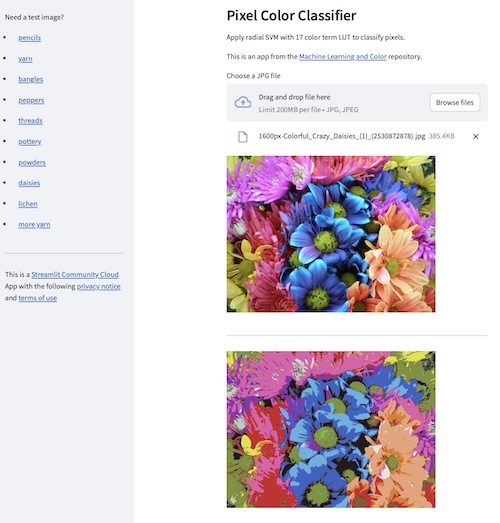 Need a test image?
pencils
yarn
bangles
peppers
threads
pottery
powders
daisies
lichen
more yarn
This is a Streamlit Community Cloud
App with the following privacy notice
and terms of use
Pixel Color Classifier
Apply radial SVM with 17 color term LUT to classify pixels.
This is an app from the Machine Learning and Color repository.
Choose a JPG file
Drag and drop file here
Limit 200MB per file • JPG, JPEG
Browse files
1600px-Colorful_Crazy_Daisies_(1)_(2530872878).jpg 385.4KB